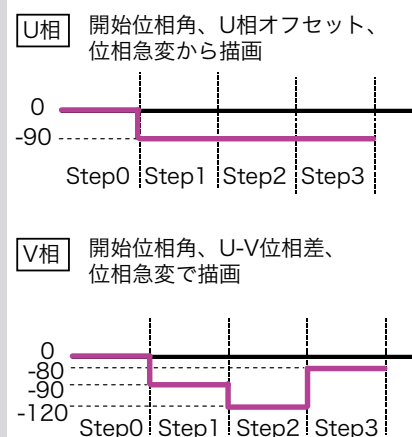 U相 開始位相角、U相オフセット、
位相急変から描画
0
-90
Step0 Step1 Step2 Step3
V相 開始位相角、U-V位相差、
位相急変で描画
0
-80
-90
-120
Step0 Step1 Step2 Step3